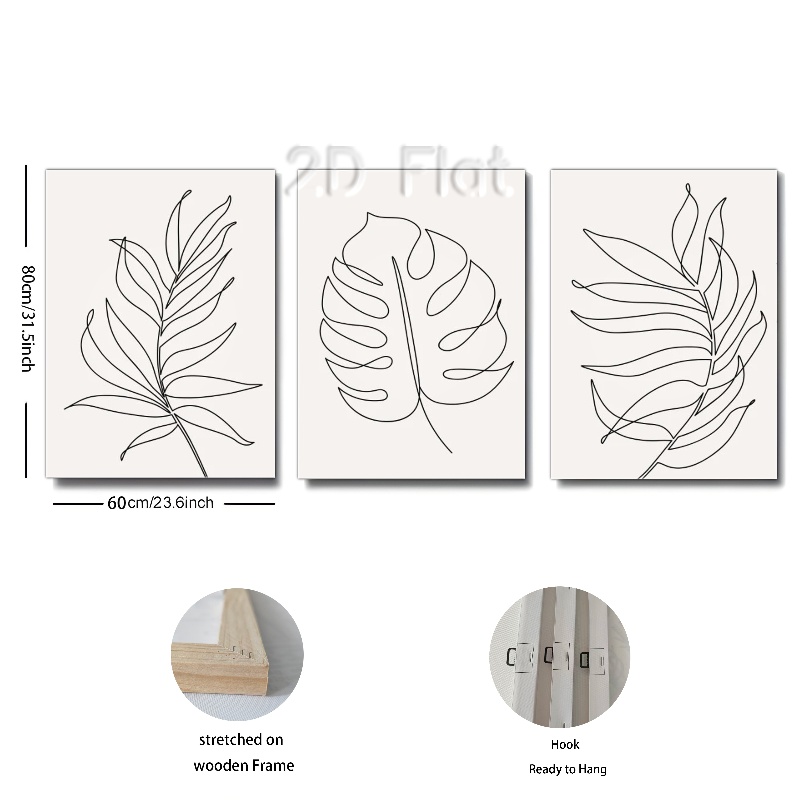 2D Flat
80cm/31.5inch
60cm/23.6inch
stretched on
wooden Frame
Hook
Ready to Hang